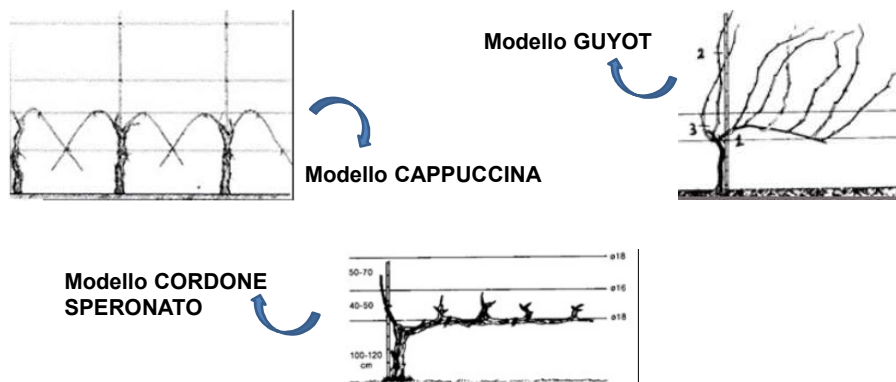 Modello GUYOT
2
3
1
Modello CAPPUCCINA
Modello CORDONE
SPERONATO
50-70
40-50
100-120
cm
ø18
ø16
ø18